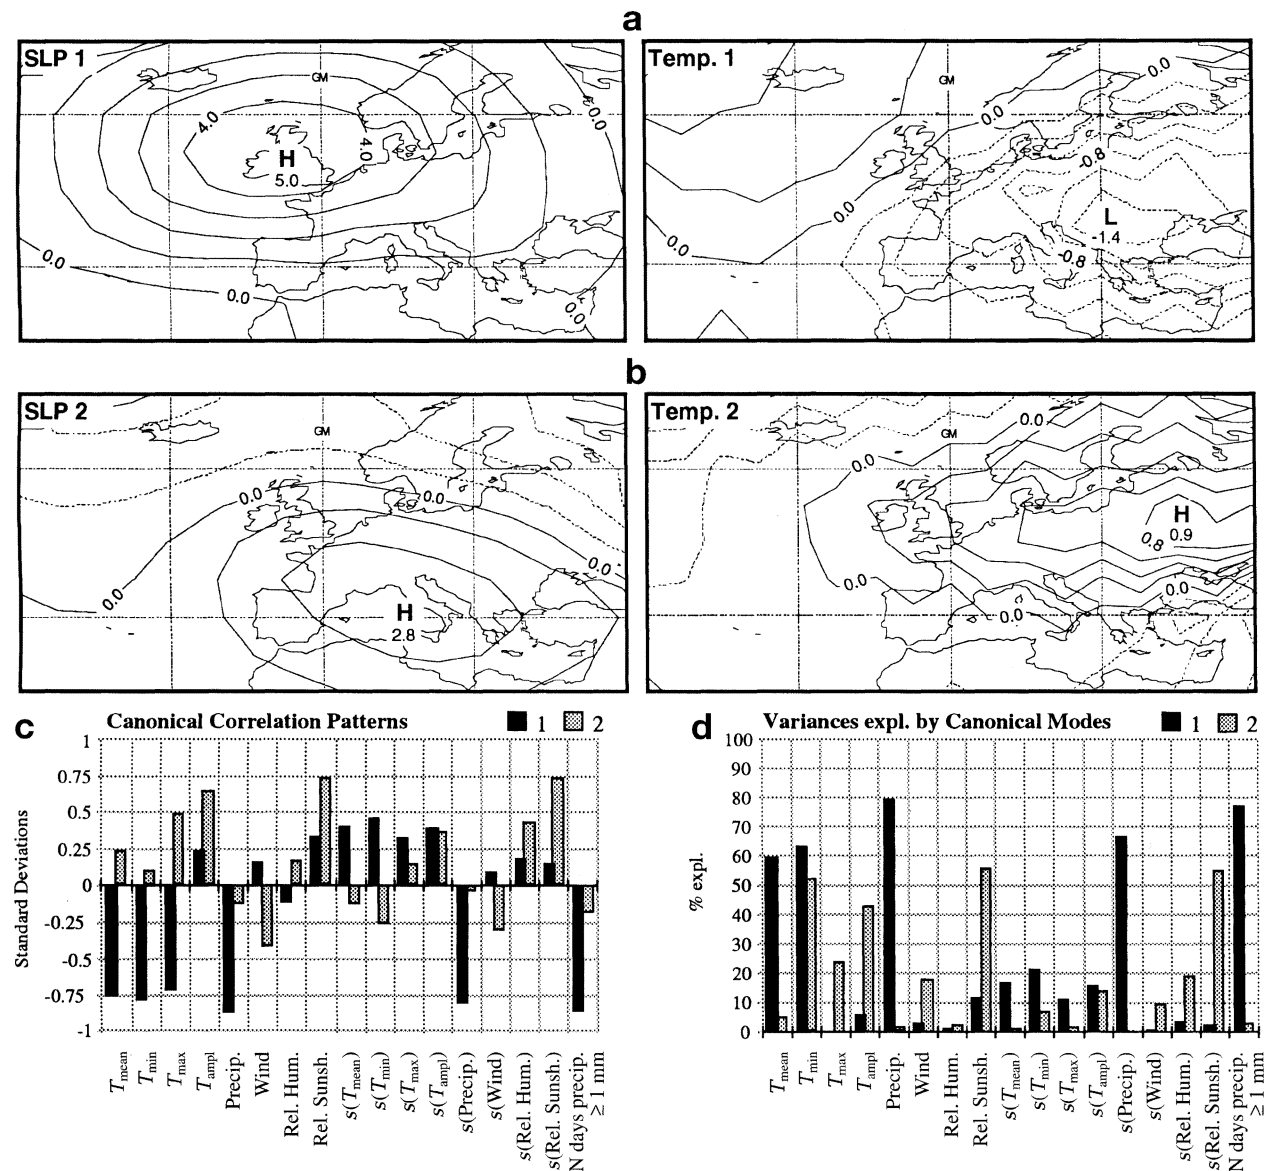 a
SLP 1
GM
4.0
4.0
H
5.0
0.0
0.0
0.0
0.0
Temp. 1
GM
0.0
0.0
-0.8
0.0
0.0
L
-1.4
-0.8
b
SLP 2
GM
0.0
0.0
0.0
0.0
H
2.8
Temp. 2
GM
0.0
0.0
H
0.9
0.8
0.0
0.0
0.0
c
Canonical Correlation Patterns
1
2
Standard Deviations
1
0.75
0.5
0.25
0
-0.25
-0.5
-0.75
-1
Tmean
Tmin
Tmax
Tampl
Precip.
Wind
Rel. Hum.
Rel. Sunsh.
s(Tmean)
s(Tmin)
s(Tmax)
s(Tampl)
s(Precip.)
s(Wind)
s(Rel. Hum.)
s(Rel. Sunsh.)
N days precip.
≥ 1 mm
d
Variances expl. by Canonical Modes
1
2
% expl.
100
90
80
70
60
50
40
30
20
10
0
Tmean
Tmin
Tmax
Tampl
Precip.
Wind
Rel. Hum.
Rel. Sunsh.
s(Tmean)
s(Tmin)
s(Tmax)
s(Tampl)
s(Precip.)
s(Wind)
s(Rel. Hum.)
s(Rel. Sunsh.)
N days precip.
≥ 1 mm